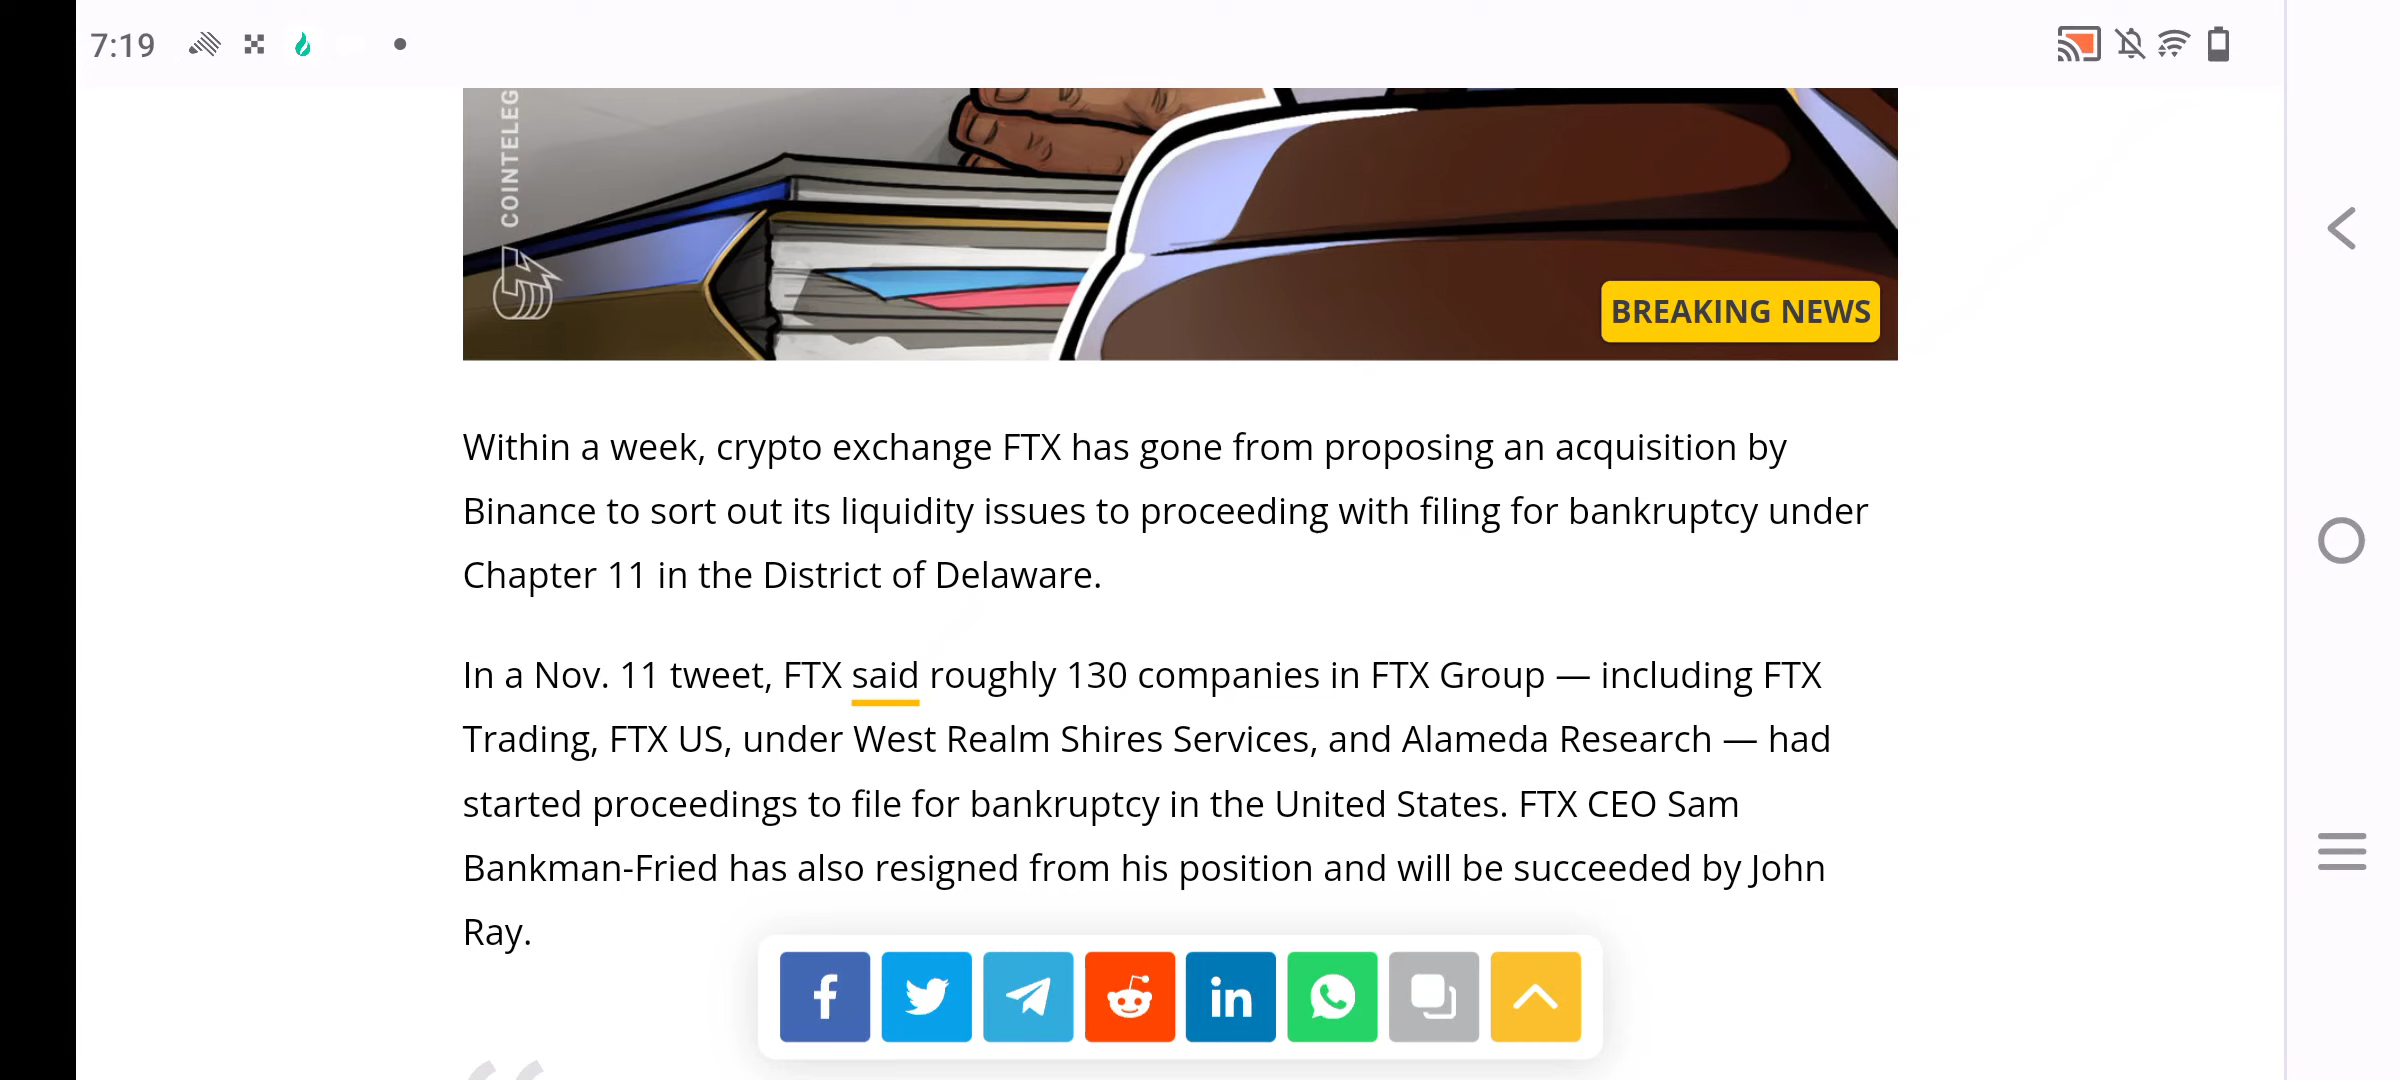 7:19
COINTELEG
BREAKING NEWS
Within a week, crypto exchange FTX has gone from proposing an acquisition by
Binance to sort out its liquidity issues to proceeding with filing for bankruptcy under
Chapter 11 in the District of Delaware.
In a Nov. 11 tweet, FTX said roughly 130 companies in FTX Group — including FTX
Trading, FTX US, under West Realm Shires Services, and Alameda Research — had
started proceedings to file for bankruptcy in the United States. FTX CEO Sam
Bankman-Fried has also resigned from his position and will be succeeded by John
Ray.